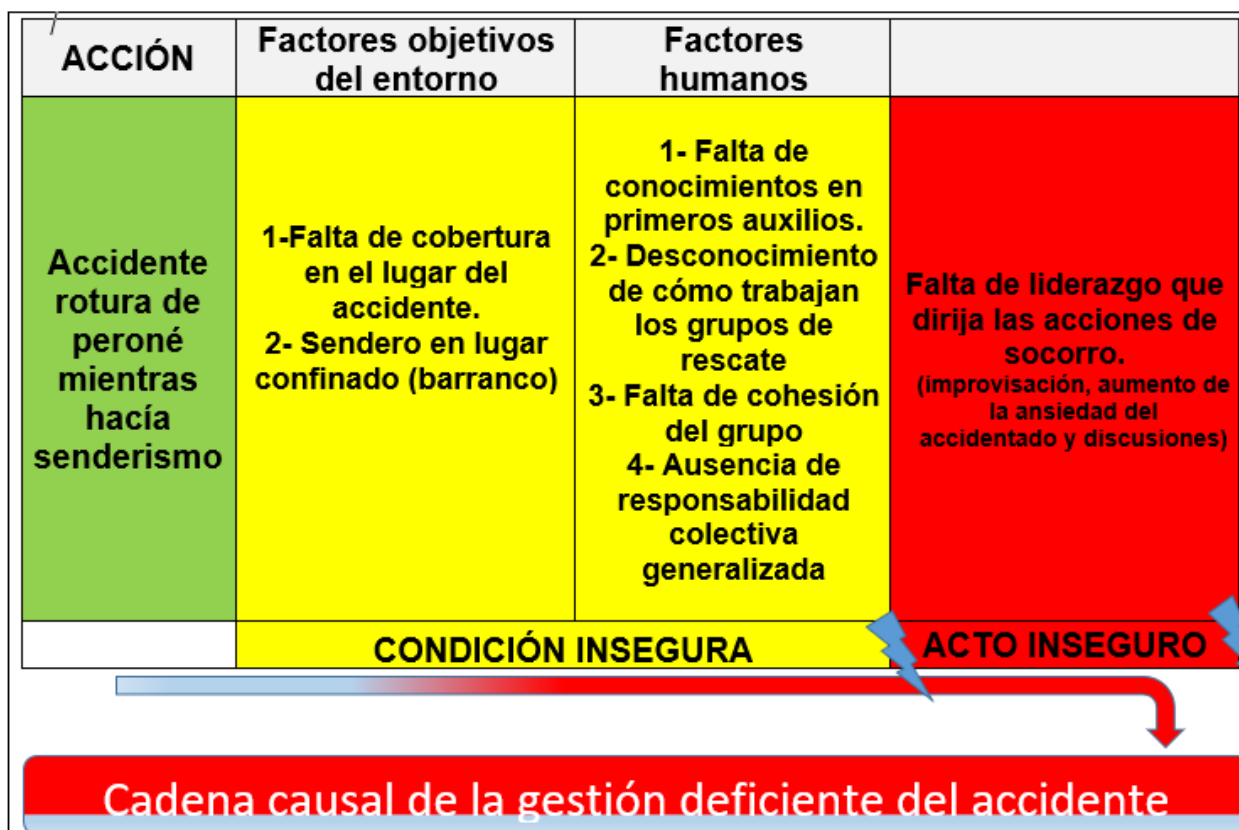 ACCIÓN
Factores objetivos
del entorno
Factores
humanos
Accidente
rotura de
peroné
mientras
hacía
senderismo
1-Falta de cobertura
en el lugar del
accidente.
2- Sendero en lugar
confinado (barranco)
1- Falta de
conocimientos en
primeros auxilios.
2- Desconocimiento
de cómo trabajan
los grupos de
rescate
3- Falta de cohesión
del grupo
4- Ausencia de
responsabilidad
colectiva
generalizada
Falta de liderazgo que
dirija las acciones de
socorro.
(improvisación, aumento de
la ansiedad del
accidentado y discusiones)
CONDICIÓN INSEGURA
ACTO INSEGURO
Cadena causal de la gestión deficiente del accidente